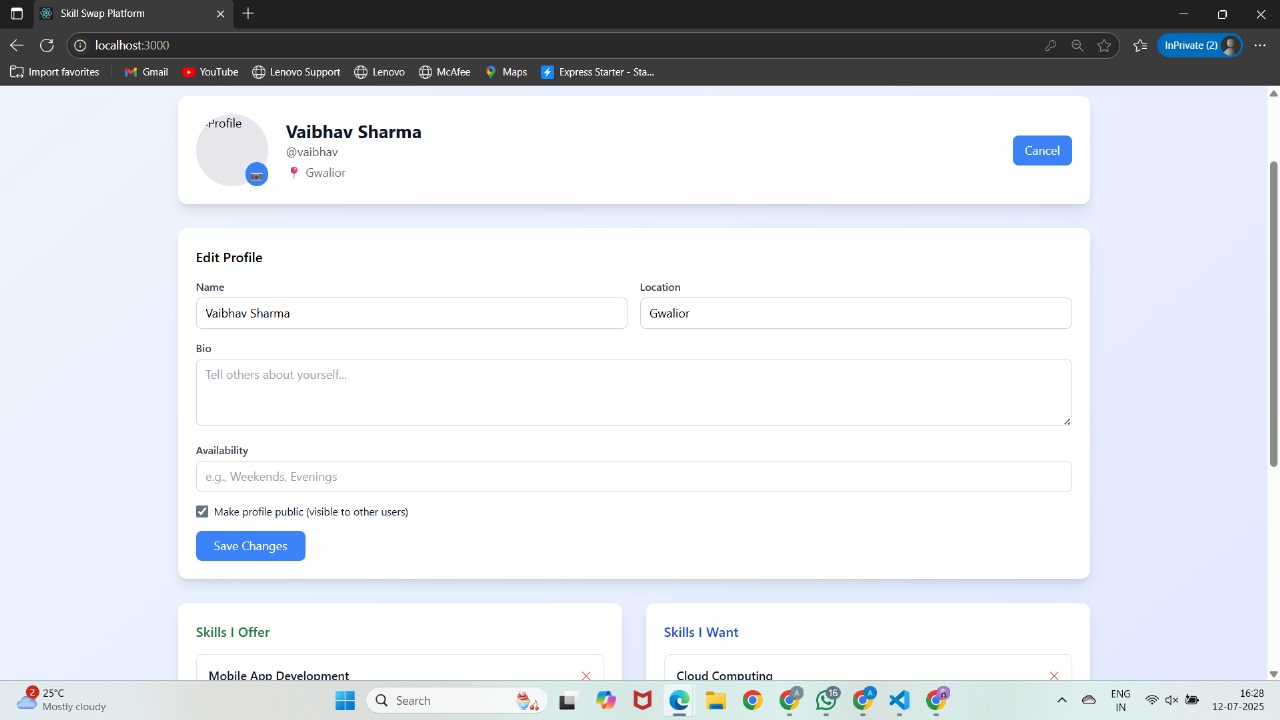 Skill Swap Platform
localhost:3000
InPrivate (2)
Import favorites
Gmail
YouTube
Lenovo Support
Lenovo
McAfee
Maps
Express Starter - Sta...
Profile
Vaibhav Sharma
@vaibhav
Gwalior
Cancel
Edit Profile
Name
Location
Vaibhav Sharma
Gwalior
Bio
Tell others about yourself...
Availability
e.g., Weekends, Evenings
Make profile public (visible to other users)
Save Changes
Skills I Offer
Skills I Want
Mobile App Development
Cloud Computing
2
25°C
Mostly cloudy
Search
A
16
A
ENG
IN
16:28
12-07-2025